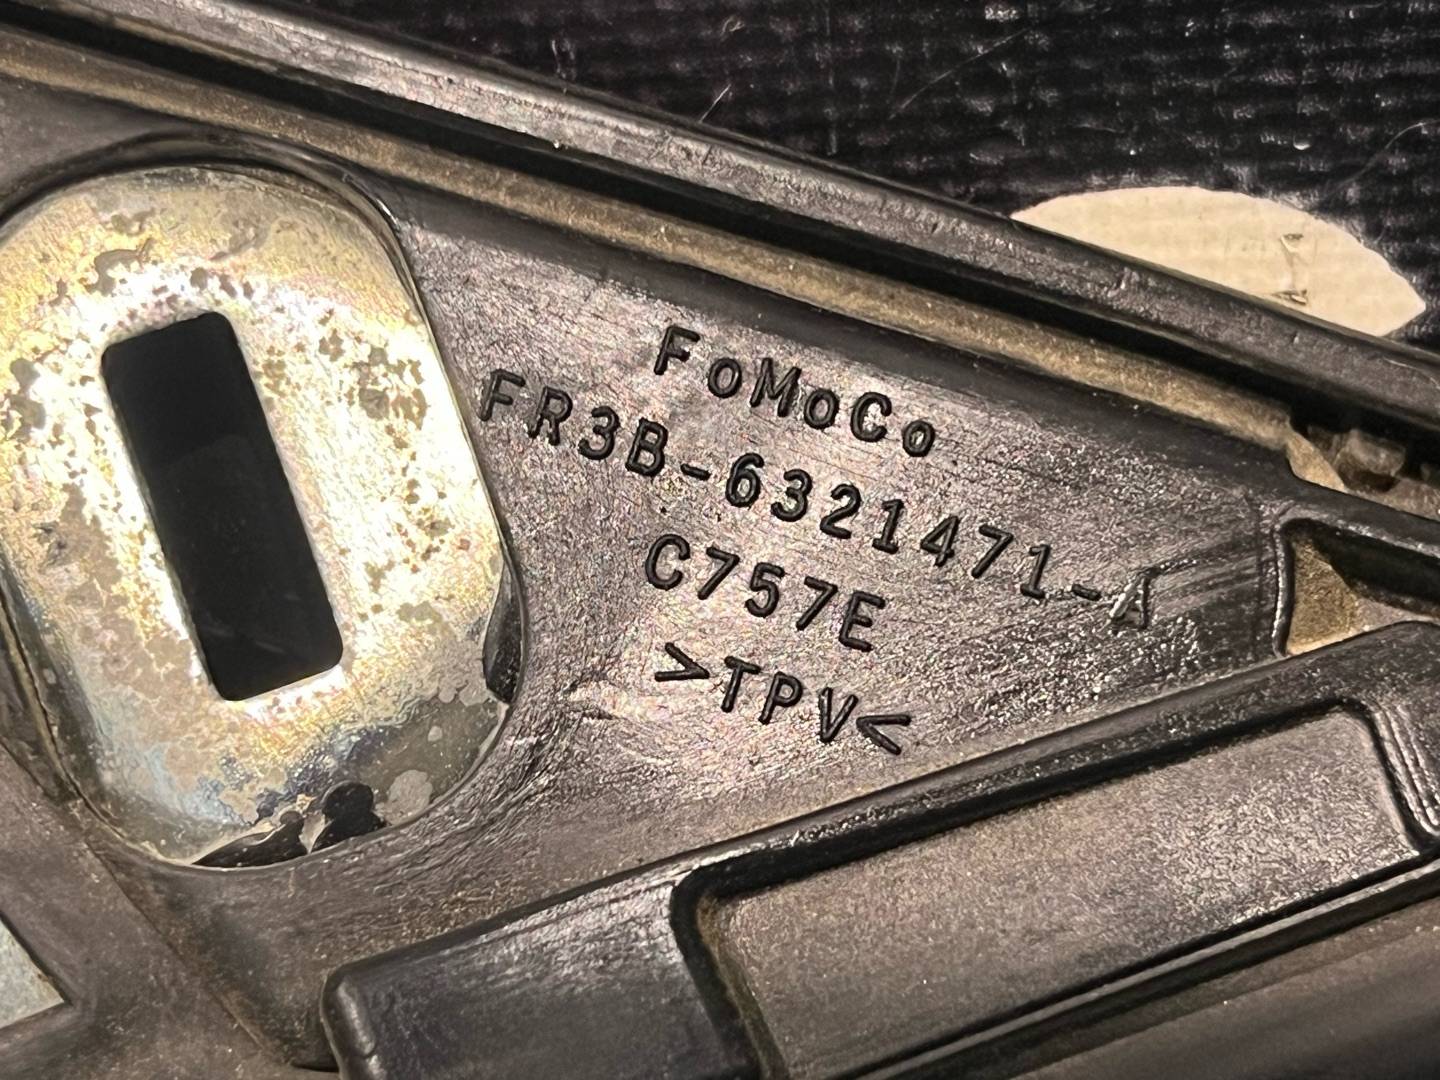 FoMoCo
FR3B-6321471-A
C757E
>TPV<